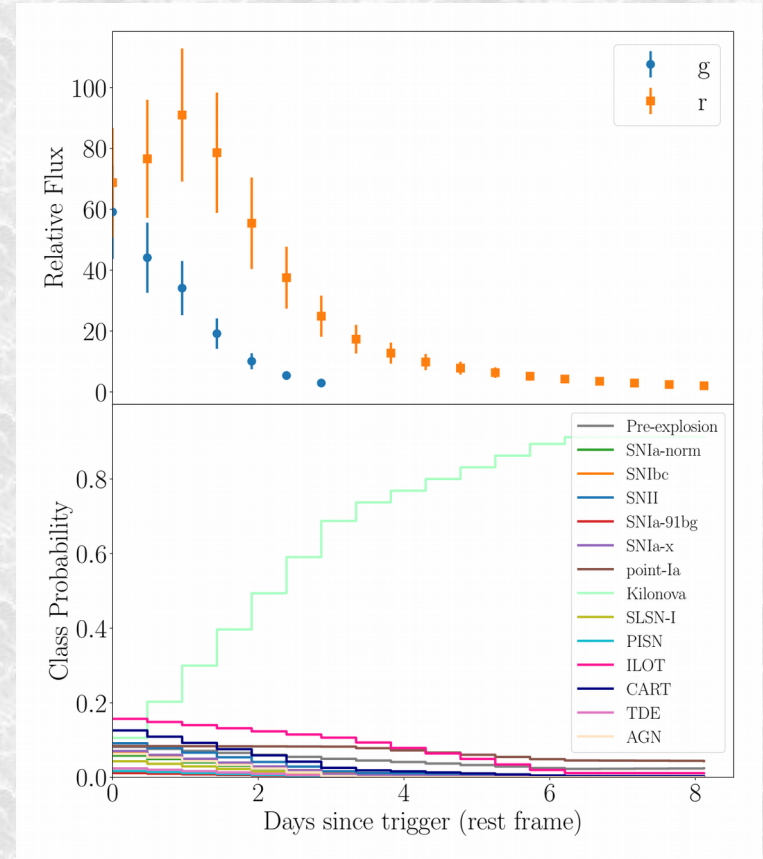 g
r
100
80
60
40
20
0
Relative Flux
Pre-explosion
SNIa-norm
SNIbc
SNII
SNIa-91bg
SNIa-x
point-Ia
Kilonova
SLSN-I
PISN
ILOT
CART
TDE
AGN
0.8
0.6
0.4
0.2
0.0
Class Probability
0 2 4 6 8
Days since trigger (rest frame)